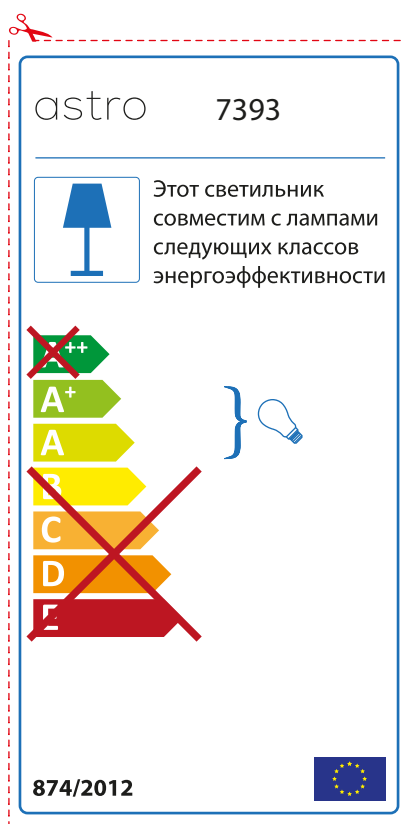 astro 7393
Этот светильник
совместим с лампами
следующих классов
энергоэффективности
A++
A+
A
B
C
D
E
874/2012